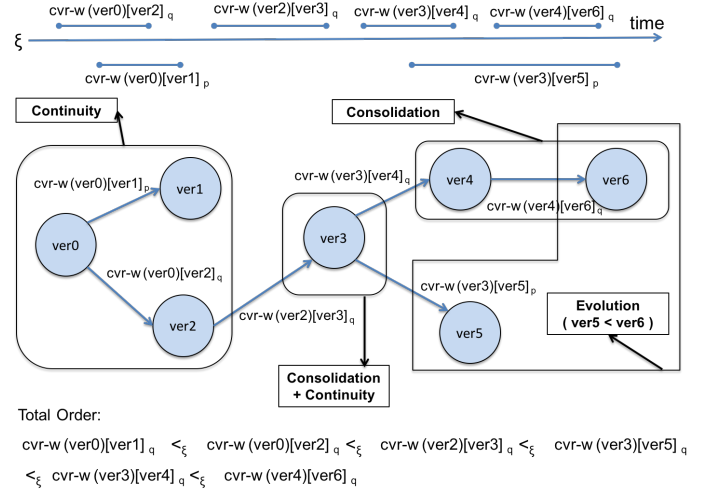 cvr-w (ver0)[ver2] q cvr-w (ver2)[ver3] q cvr-w (ver3)[ver4] q cvr-w (ver4)[ver6] q time
ξ
cvr-w (ver0)[ver1] p cvr-w (ver3)[ver5] p
Continuity
Consolidation
cvr-w (ver0)[ver1] p
ver1
ver0
cvr-w (ver0)[ver2] q
ver2
cvr-w (ver2)[ver3] q
ver3
cvr-w (ver3)[ver4] q
ver4
ver6
cvr-w (ver4)[ver6] q
cvr-w (ver3)[ver5] p
ver5
Evolution
( ver5 < ver6 )
Consolidation
+ Continuity
Total Order:
cvr-w (ver0)[ver1] q <ξ cvr-w (ver0)[ver2] q <ξ cvr-w (ver2)[ver3] q <ξ cvr-w (ver3)[ver5] q
<ξ cvr-w (ver3)[ver4] q <ξ cvr-w (ver4)[ver6] q